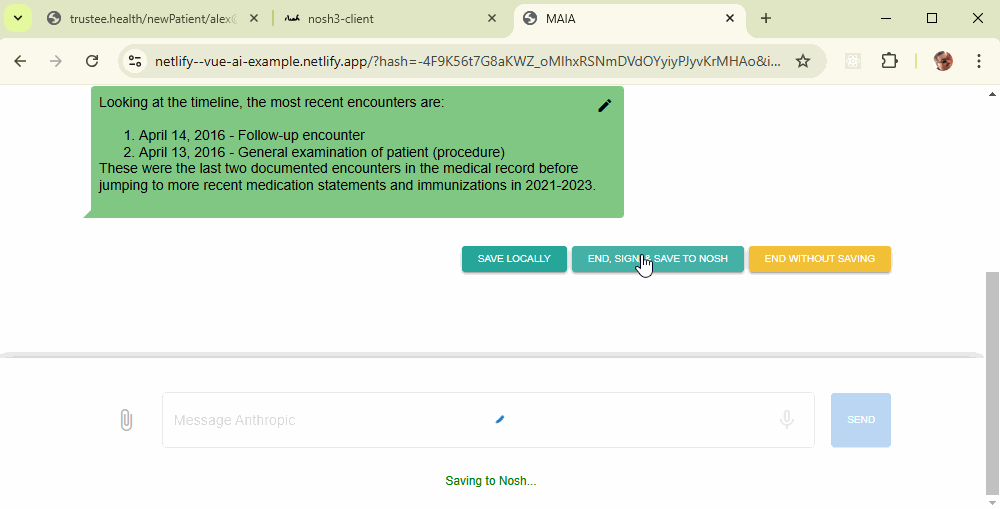 trustee.health/newPatient/alex@
nosh3-client
MAIA
netlify--vue-ai-example.netlify.app/?hash=-4F9K56t7G8aKWZ_oMIhxRSNmDVdOYyiyPJyvKrMHAo&i...
Looking at the timeline, the most recent encounters are:
1. April 14, 2016 - Follow-up encounter
2. April 13, 2016 - General examination of patient (procedure)
These were the last two documented encounters in the medical record before
jumping to more recent medication statements and immunizations in 2021-2023.
SAVE LOCALLY
END, SIGN & SAVE TO NOSH
END WITHOUT SAVING
Message Anthropic
SEND
Saving to Nosh...